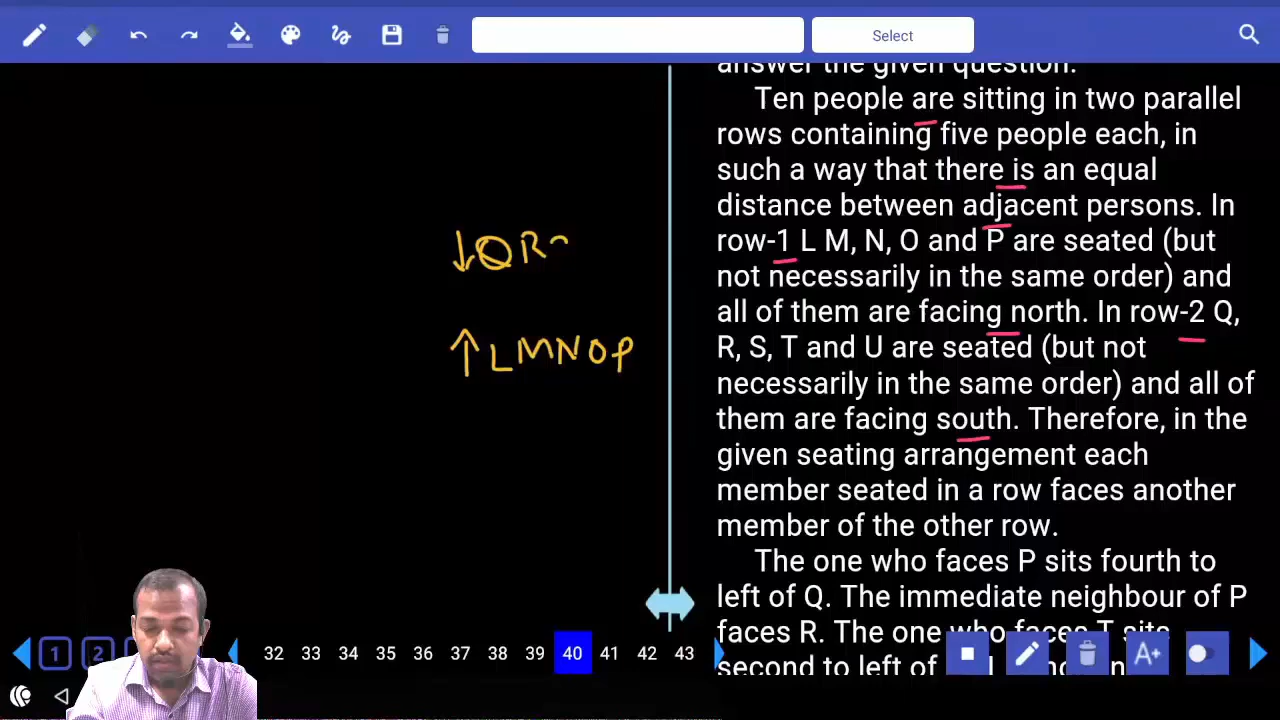 Select
answer the given question.
Ten people are sitting in two parallel
rows containing five people each, in
such a way that there is an equal
distance between adjacent persons. In
row-1 L M, N, O and P are seated (but
not necessarily in the same order) and
all of them are facing north. In row-2 Q,
R, S, T and U are seated (but not
necessarily in the same order) and all of
them are facing south. Therefore, in the
given seating arrangement each
member seated in a row faces another
member of the other row.
The one who faces P sits fourth to
left of Q. The immediate neighbour of P
faces R. The one who faces T sits
second to left of
↓ Q R
↑ L M N O P
1 2 32 33 34 35 36 37 38 39 40 41 42 43 A+